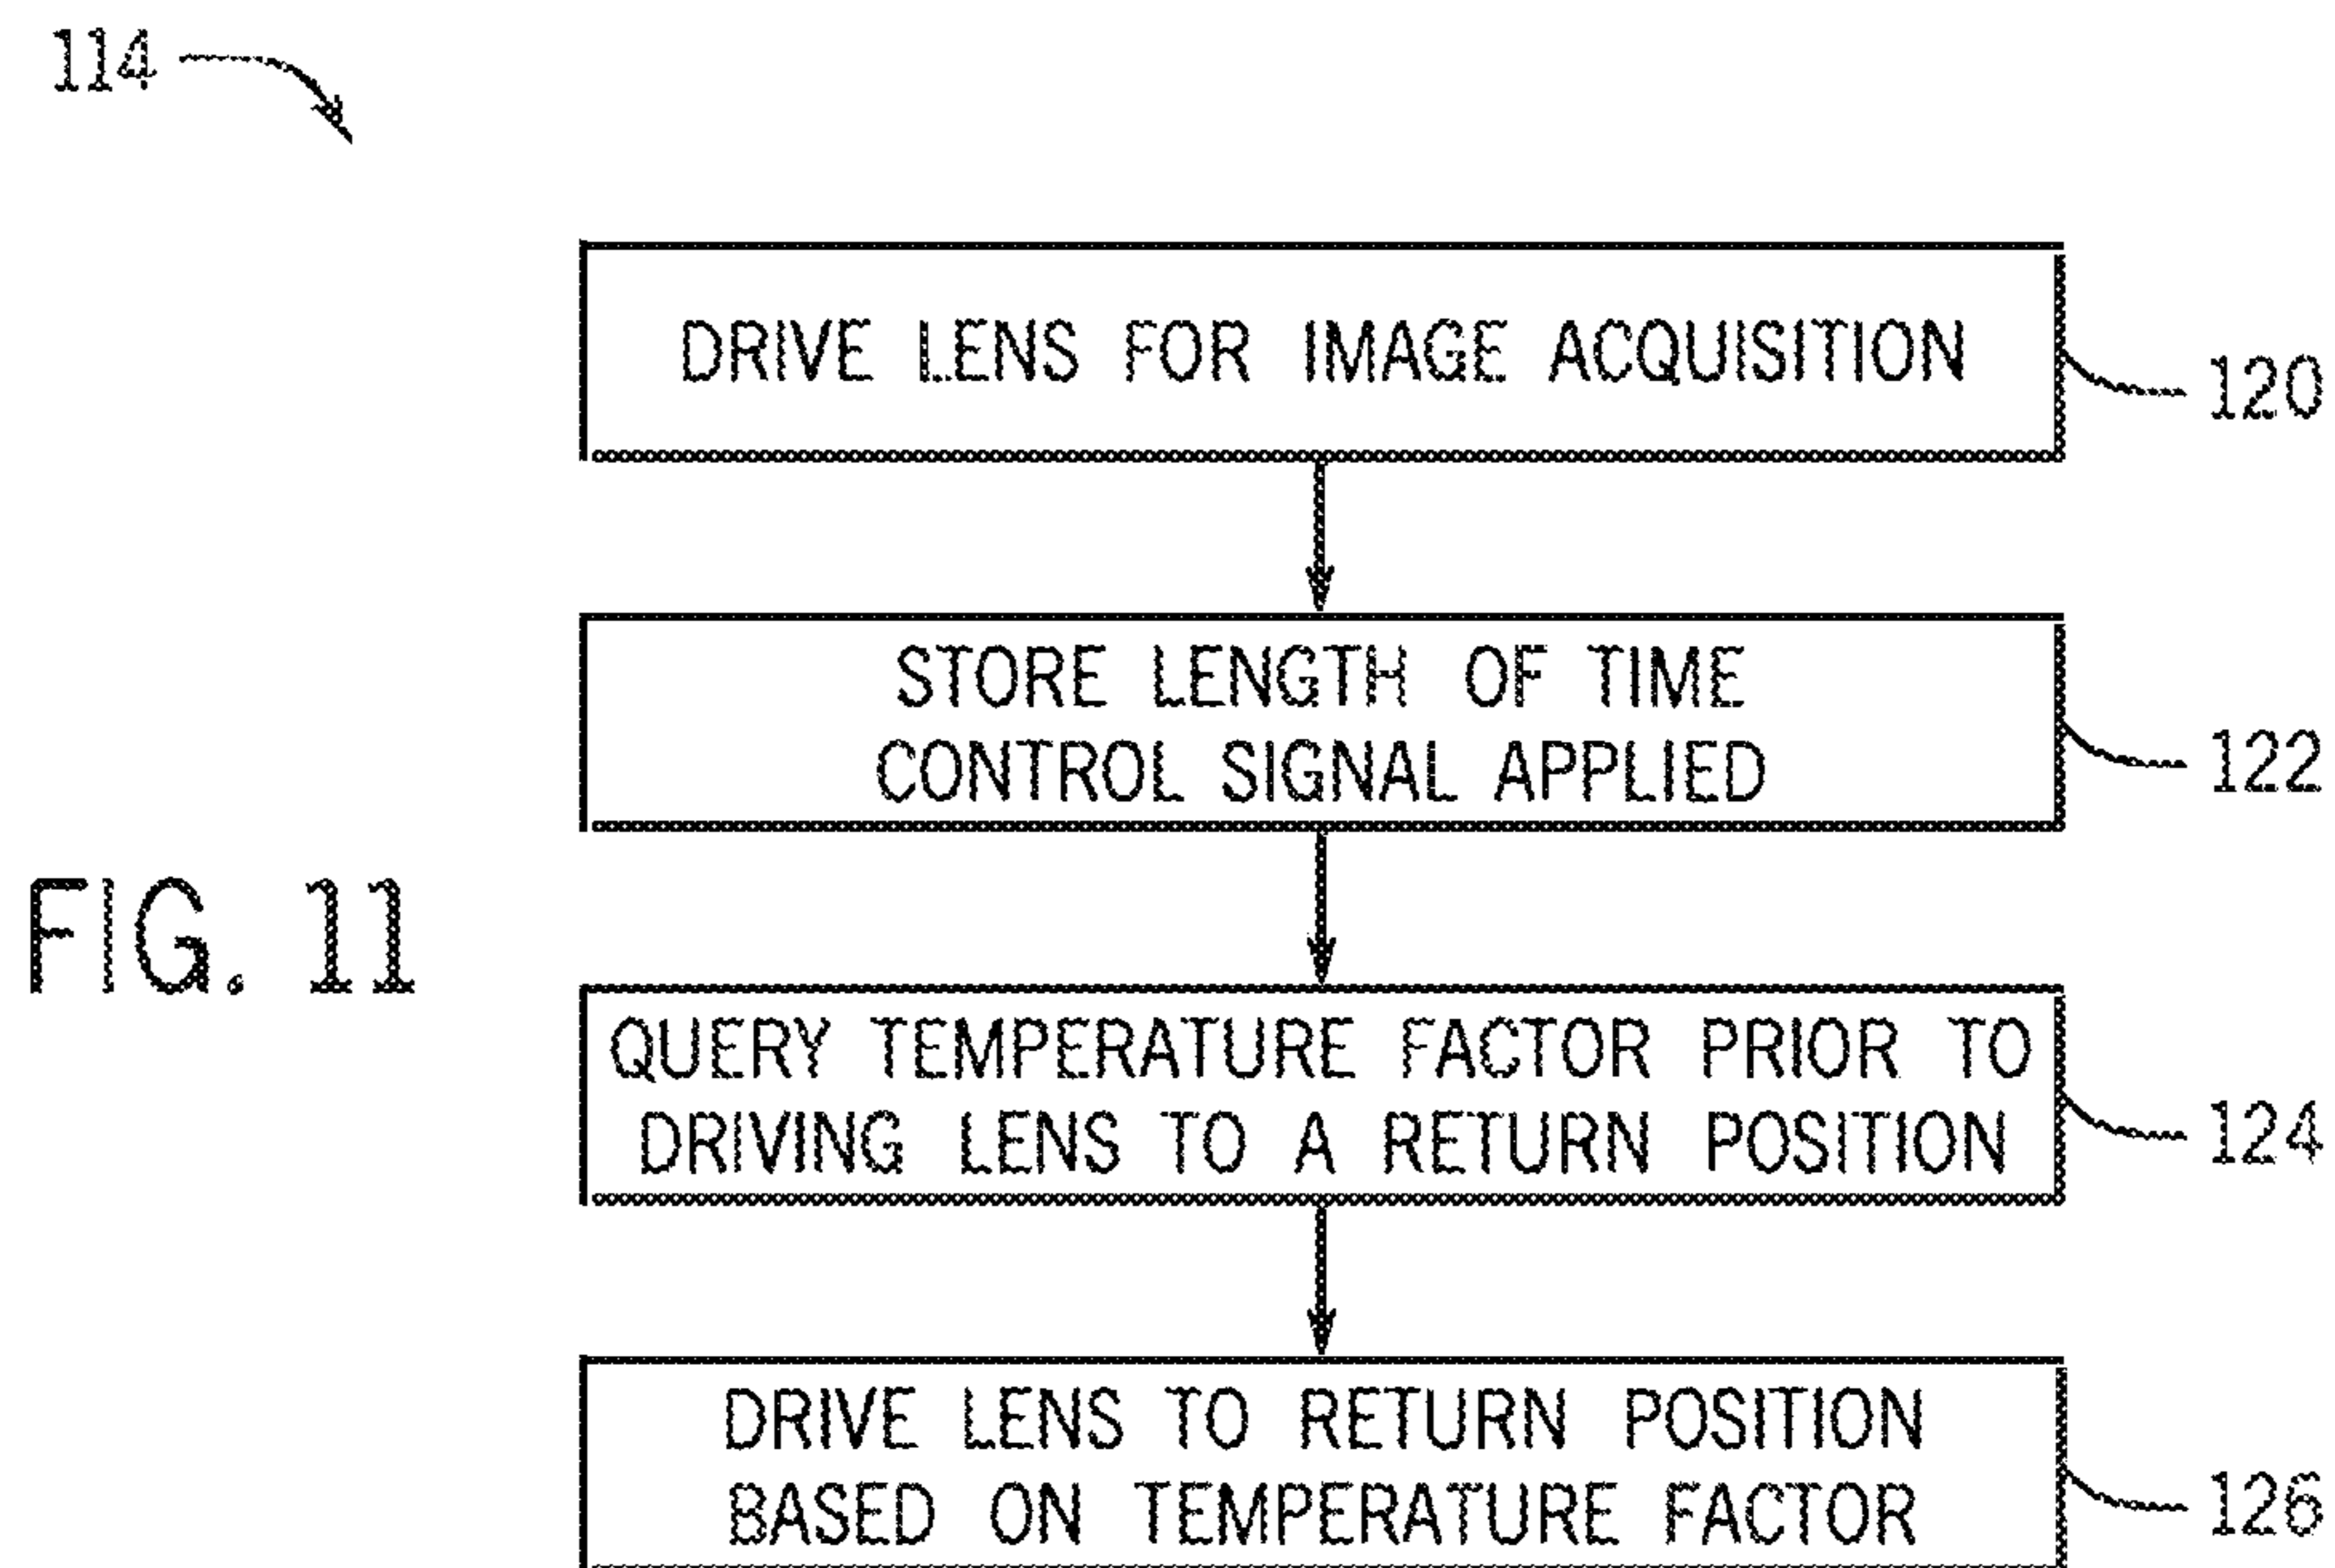 114
DRIVE LENS FOR IMAGE ACQUISITION
120
STORE LENGTH OF TIME
CONTROL SIGNAL APPLIED
122
FIG. 11
QUERY TEMPERATURE FACTOR PRIOR TO
DRIVING LENS TO A RETURN POSITION
124
DRIVE LENS TO RETURN POSITION
BASED ON TEMPERATURE FACTOR
126